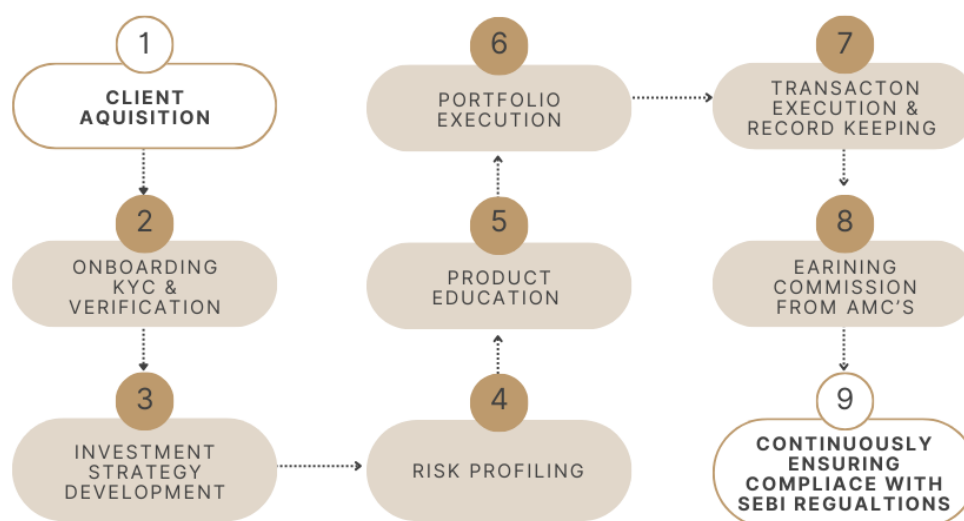 1
CLIENT
AQUISITION
2
ONBOARDING
KYC &
VERIFICATION
3
INVESTMENT
STRATEGY
DEVELOPMENT
4
RISK PROFILING
5
PRODUCT
EDUCATION
6
PORTFOLIO
EXECUTION
7
TRANSACTON
EXECUTION &
RECORD KEEPING
8
EARINING
COMMISSION
FROM AMC'S
9
CONTINUOUSLY
ENSURING
COMPLIACE WITH
SEBI REGUALTIONS